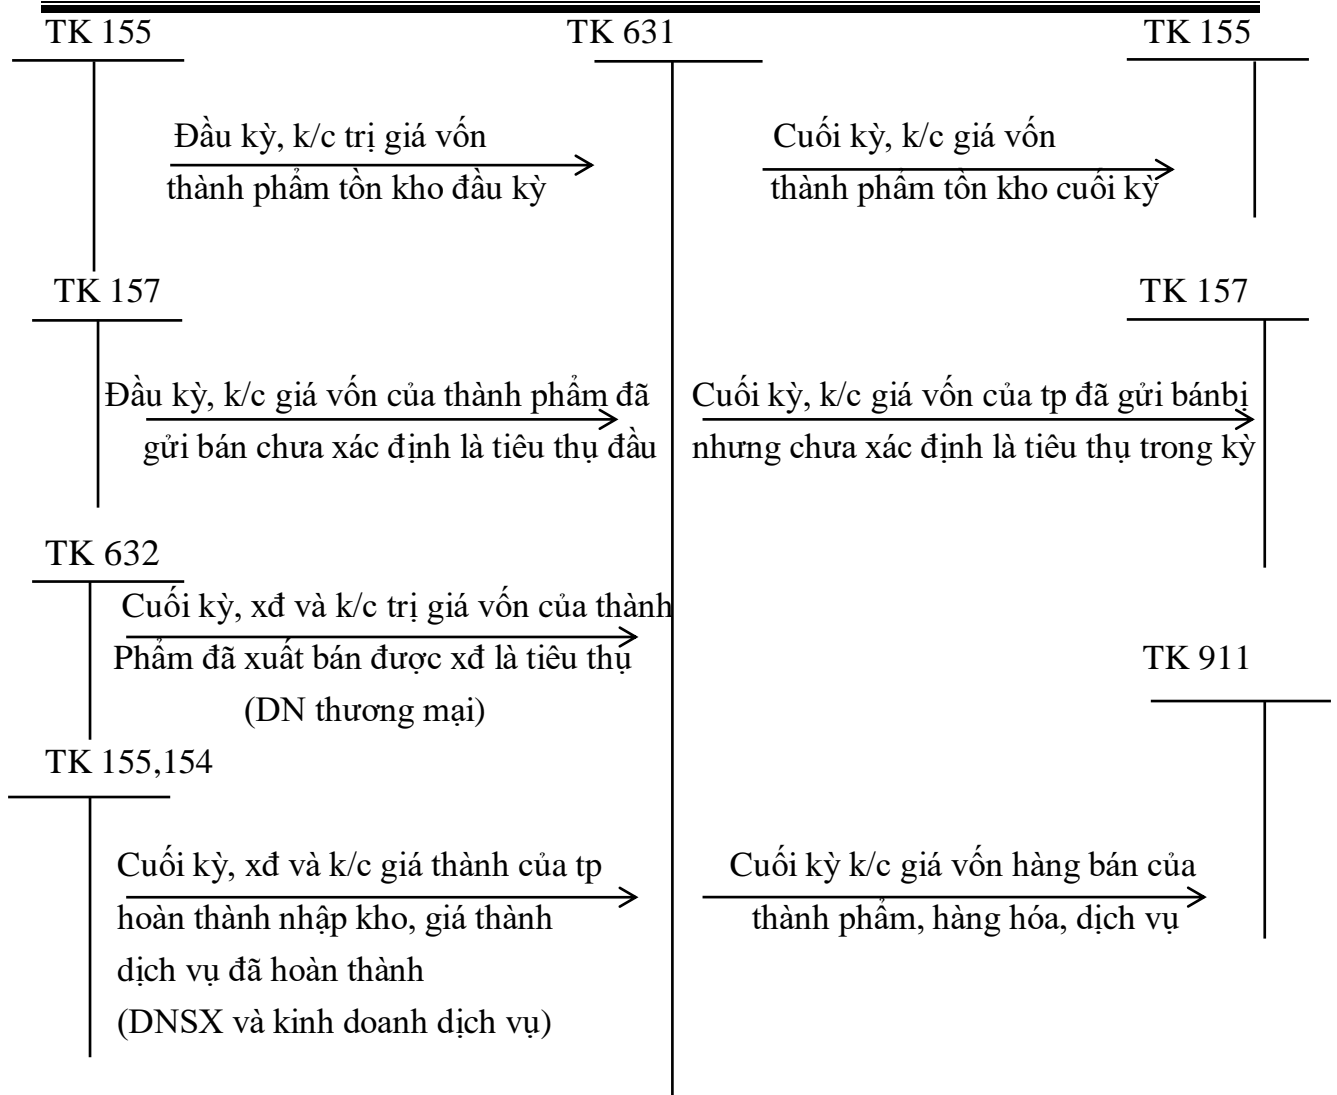 TK 155
TK 631
TK 155
Đầu kỳ, k/c trị giá vốn
thành phẩm tồn kho đầu kỳ
Cuối kỳ, k/c giá vốn
thành phẩm tồn kho cuối kỳ
TK 157
TK 157
Đầu kỳ, k/c giá vốn của thành phẩm đã
gửi bán chưa xác định là tiêu thụ đầu
Cuối kỳ, k/c giá vốn của tp đã gửi bánbị
nhưng chưa xác định là tiêu thụ trong kỳ
TK 632
Cuối kỳ, xđ và k/c trị giá vốn của thành
Phẩm đã xuất bán được xđ là tiêu thụ
(DN thương mại)
TK 911
TK 155,154
Cuối kỳ, xđ và k/c giá thành của tp
hoàn thành nhập kho, giá thành
dịch vụ đã hoàn thành
(DNSX và kinh doanh dịch vụ)
Cuối kỳ k/c giá vốn hàng bán của
thành phẩm, hàng hóa, dịch vụ